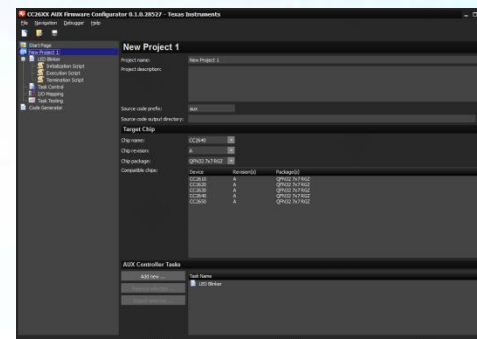 CC26XX AUX Firmware Configurator 0.1.0.28527 - Texas Instruments
File Navigation Debugger Help
Start Page
New Project 1
LED Blinker
Initialization Script
Execution Script
Termination Script
Task Control
I/O Mapping
Task Testing
Code Generator
New Project 1
Project name: New Project 1
Project description:
Source code prefix: aux
Source code output directory:
Target Chip
Chip name: CC2640
Chip revision: A
Chip package: QFN32 7x7 RGZ
Compatible chips:
Device Revision(s) Package(s)
CC2610 A QFN32 7x7 RGZ
CC2620 A QFN32 7x7 RGZ
CC2630 A QFN32 7x7 RGZ
CC2640 A QFN32 7x7 RGZ
CC2650 A QFN32 7x7 RGZ
AUX Controller Tasks
Add new ...
Task Name
LED Blinker